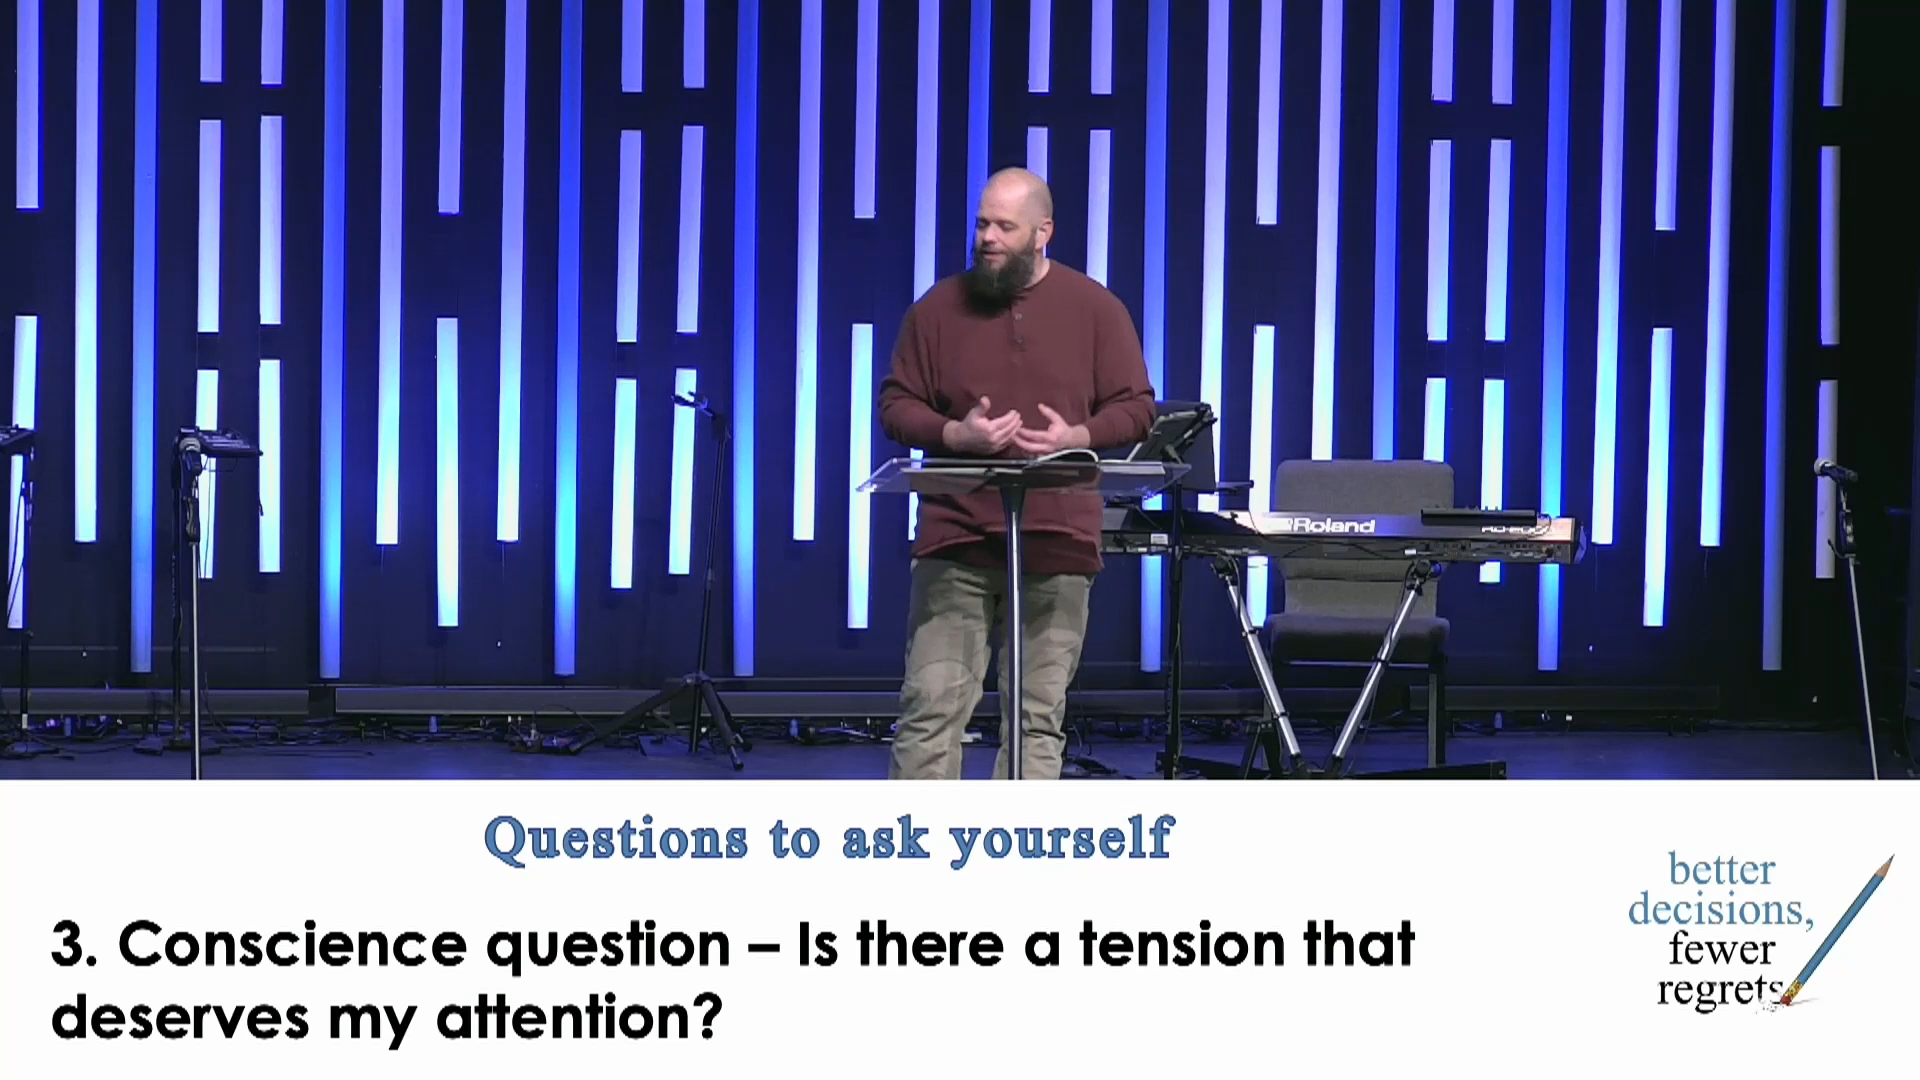 Roland
Questions to ask yourself
3. Conscience question – Is there a tension that
deserves my attention?
better
decisions,
fewer
regrets